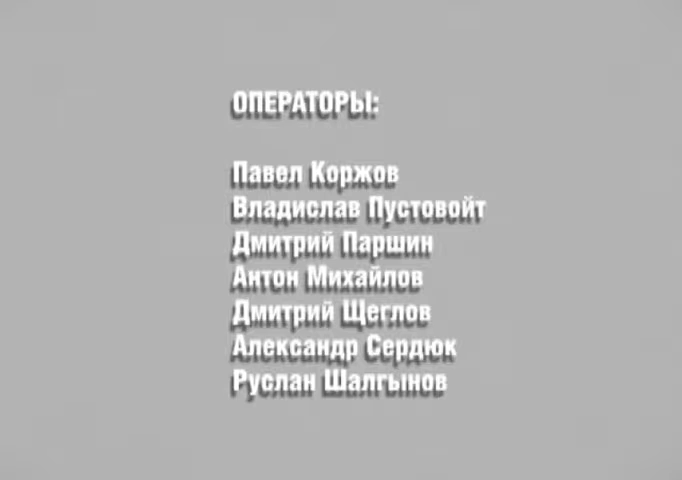 ОПЕРАТОРЫ:
Павел Коржов
Владислав Пустовойт
Дмитрий Паршин
Антон Михайлов
Дмитрий Щеглов
Александр Сердюк
Руслан Шалгынов